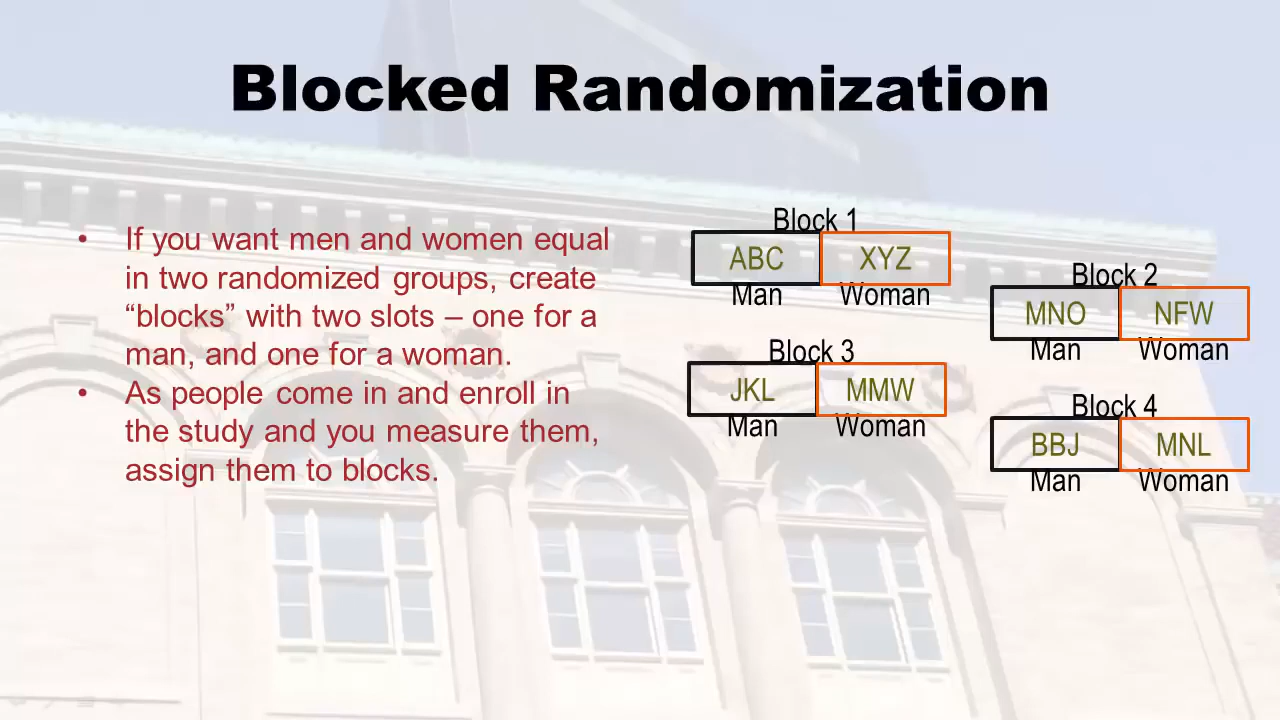 Blocked Randomization
• If you want men and women equal
in two randomized groups, create
“blocks” with two slots – one for a
man, and one for a woman.
• As people come in and enroll in
the study and you measure them,
assign them to blocks.
Block 1
ABC XYZ
Man Woman
Block 2
MNO NFW
Man Woman
Block 3
JKL MMW
Man Woman
Block 4
BBJ MNL
Man Woman